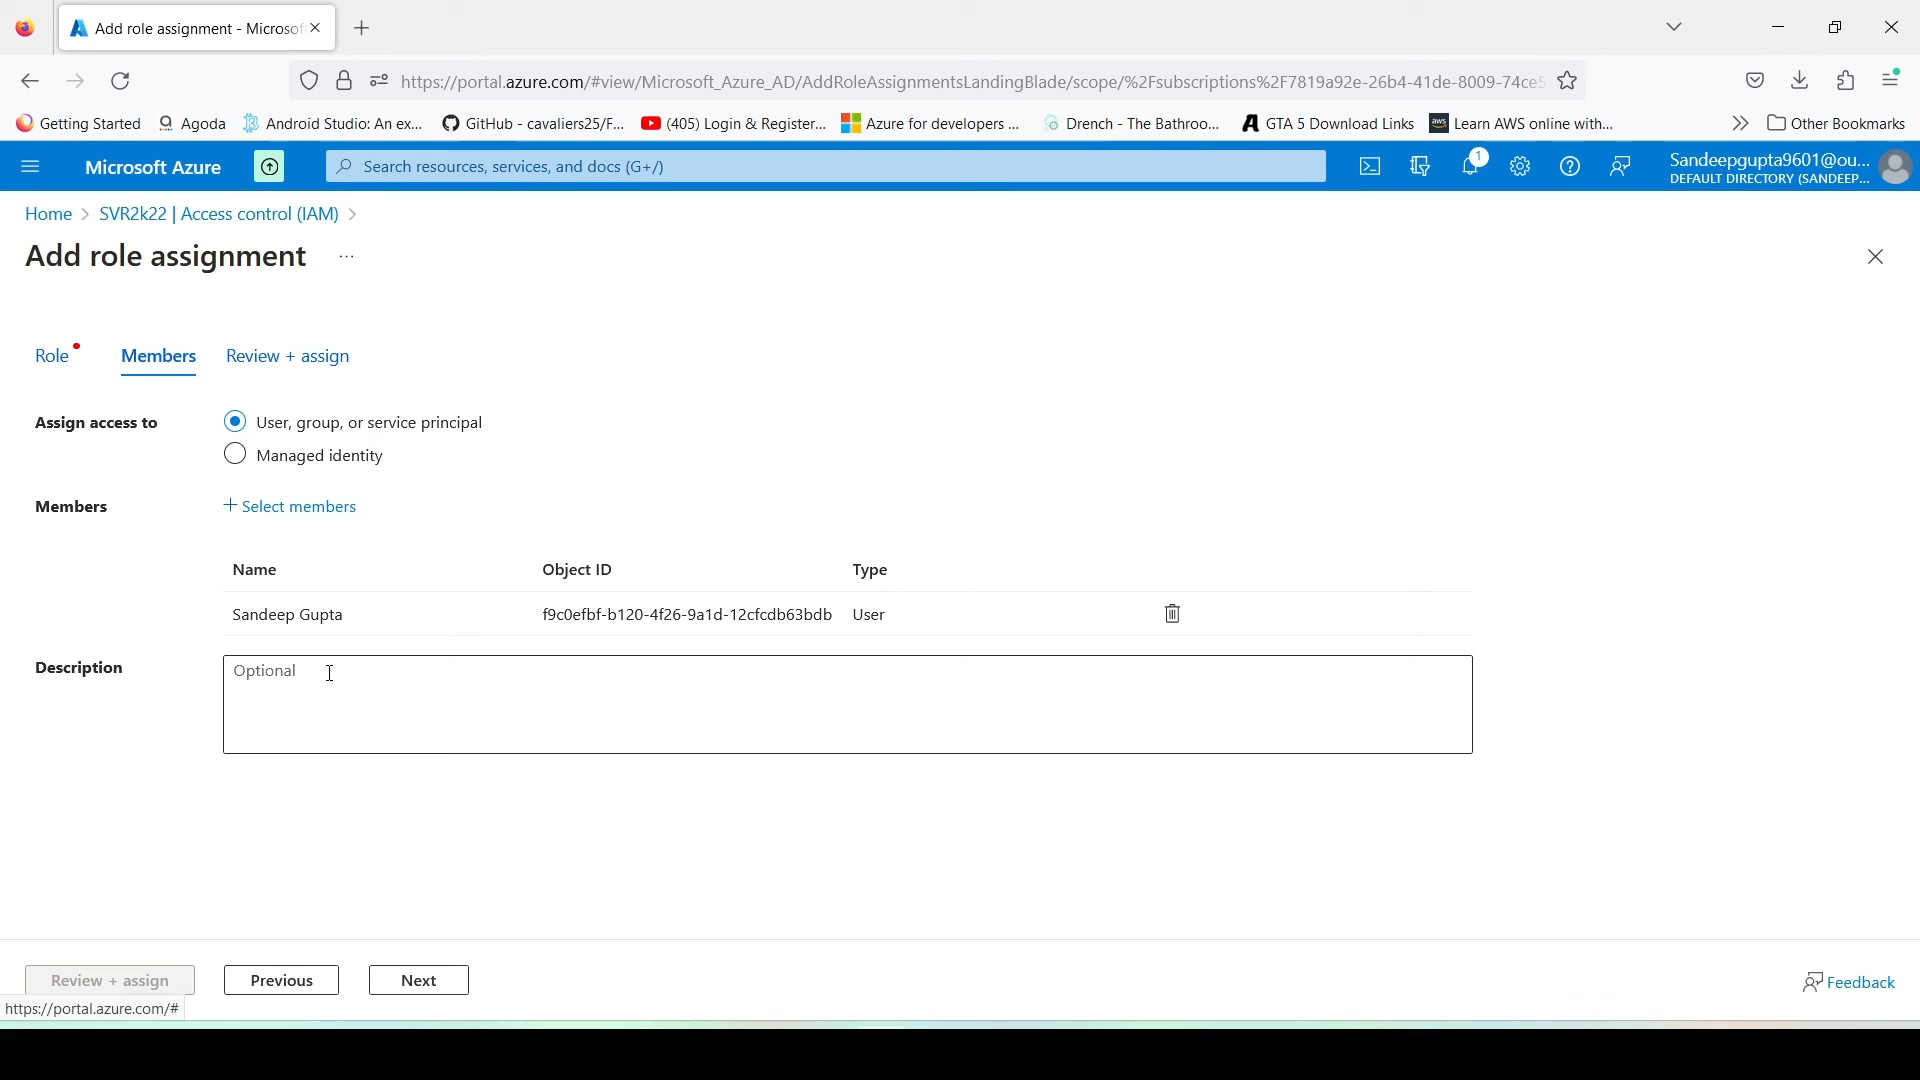 Add role assignment - Microsof
https://portal.azure.com/#view/Microsoft_Azure_AD/AddRoleAssignmentsLandingBlade/scope/%2Fsubscriptions%2F7819a92e-26b4-41de-8009-74ce5
Getting Started Agoda Android Studio: An ex... GitHub - cavaliers25/F... (405) Login & Register... Azure for developers ... Drench - The Bathroo... GTA 5 Download Links aws Learn AWS online with... Other Bookmarks
Microsoft Azure Search resources, services, and docs (G+/) 1 Sandeepgupta9601@ou...
DEFAULT DIRECTORY (SANDEEP...
Home > SVR2k22 | Access control (IAM) >
Add role assignment ...
Role Members Review + assign
Assign access to User, group, or service principal
Managed identity
Members + Select members
Name Object ID Type
Sandeep Gupta f9c0efbf-b120-4f26-9a1d-12cfcdb63bdb User
Description Optional
Review + assign Previous Next Feedback
https://portal.azure.com/#